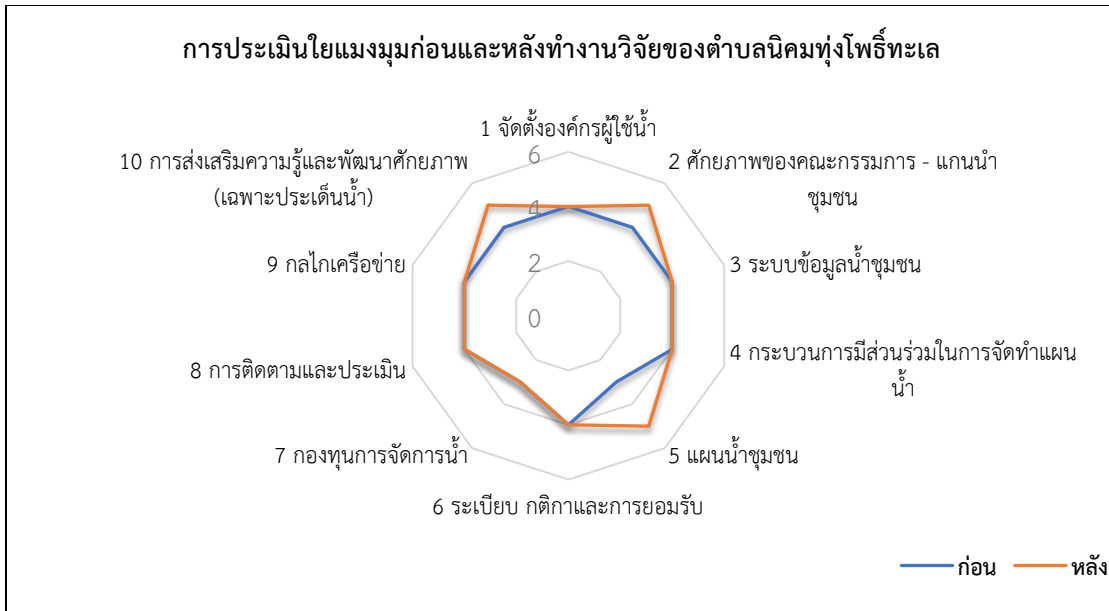 การประเมินใยแมงมุมก่อนและหลังทำงานวิจัยของตำบลนิคมทุ่งโพธิ์ทะเล
1 จัดตั้งองค์กรผู้ใช้น้ำ
2 ศักยภาพของคณะกรรมการ - แกนนำ
ชุมชน
3 ระบบข้อมูลน้ำชุมชน
4 กระบวนการมีส่วนร่วมในการจัดทำแผน
น้ำ
5 แผนน้ำชุมชน
6 ระเบียบ กติกาและการยอมรับ
7 กองทุนการจัดการน้ำ
8 การติดตามและประเมิน
9 กลไกเครือข่าย
10 การส่งเสริมความรู้และพัฒนาศักยภาพ
(เฉพาะประเด็นน้ำ)
6
4
2
0
ก่อน
หลัง